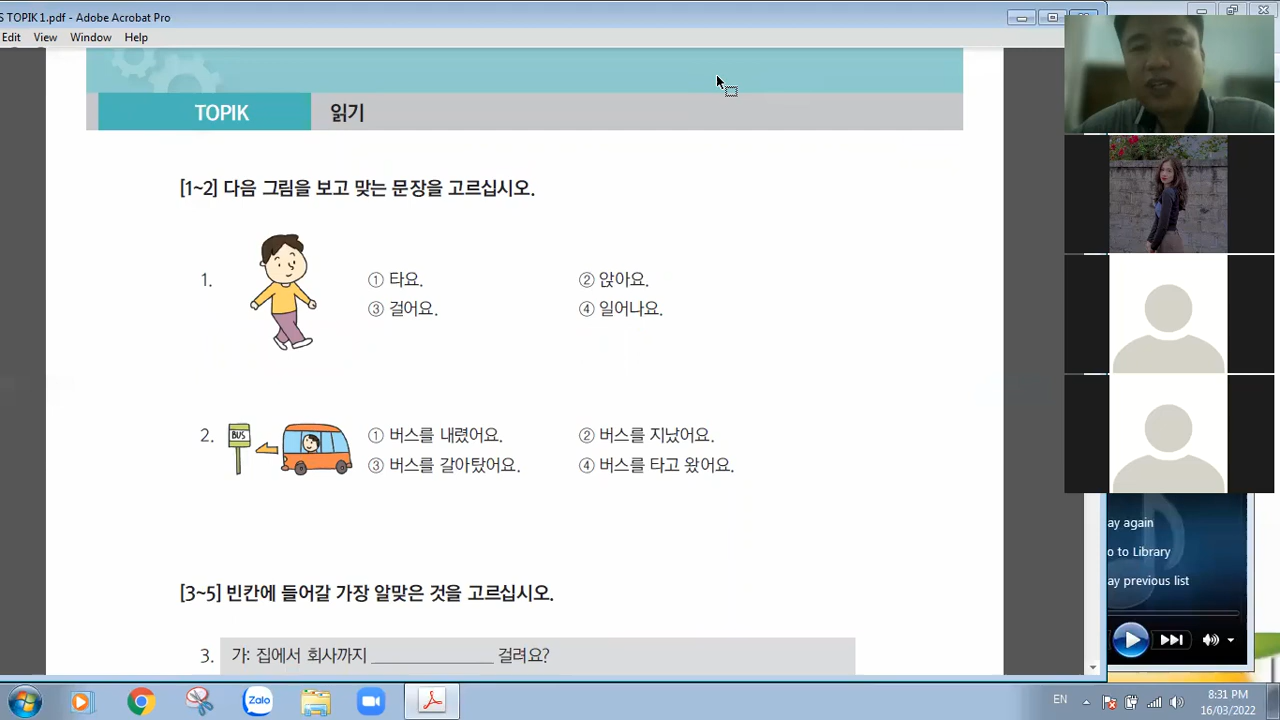 S TOPIK 1.pdf - Adobe Acrobat Pro
Edit View Window Help
TOPIK 읽기
[1~2] 다음 그림을 보고 맞는 문장을 고르십시오.
1. ① 타요. ② 앉아요.
③ 걸어요. ④ 일어나요.
2. BUS ① 버스를 내렸어요. ② 버스를 지났어요.
③ 버스를 갈아탔어요. ④ 버스를 타고 왔어요.
[3~5] 빈칸에 들어갈 가장 알맞은 것을 고르십시오.
3. 가: 집에서 회사까지 ____________ 걸려요?
ay again
o to Library
ay previous list
Zalo
EN
8:31 PM
16/03/2022